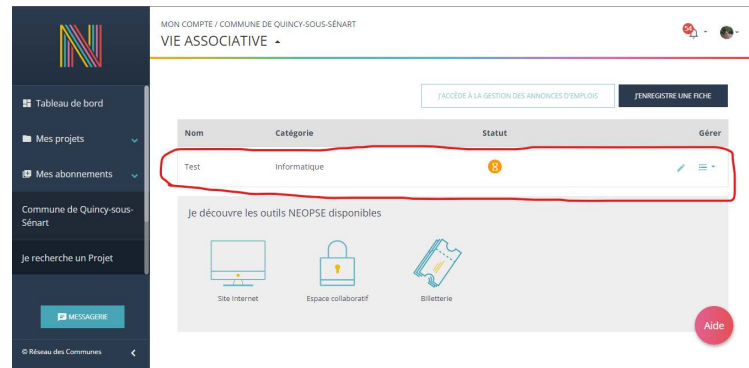 MON COMPTE / COMMUNE DE QUINCY-SOUS-SÉNART
VIE ASSOCIATIVE
54
Tableau de bord
Mes projets
Mes abonnements
Commune de Quincy-sous-
Sénart
Je recherche un Projet
MESSAGERIE
© Réseau des Communes
J'ACCÈDE À LA GESTION DES ANNONCES D'EMPLOIS
J'ENREGISTRE UNE FICHE
Nom Catégorie Statut Gérer
Test Informatique
Je découvre les outils NEOPSE disponibles
Site Internet Espace collaboratif Billetterie
Aide